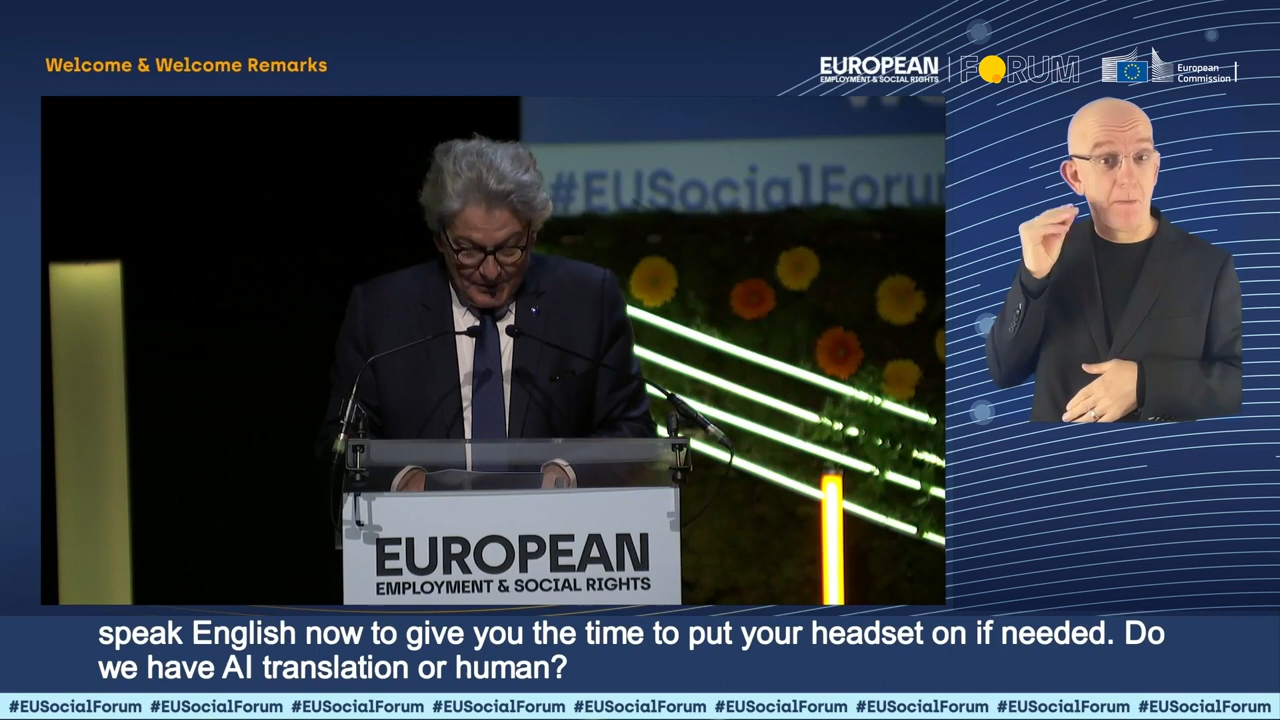 Welcome & Welcome Remarks
EUROPEAN
EMPLOYMENT & SOCIAL RIGHTS
FORUM
European
Commission
#EUSocialForu
EUROPEAN
EMPLOYMENT & SOCIAL RIGHTS
speak English now to give you the time to put your headset on if needed. Do
we have AI translation or human?
#EUSocialForum #EUSocialForum #EUSocialForum #EUSocialForum #EUSocialForum #EUSocialForum #EUSocialForum #EUSocialForum #EUSocialForum